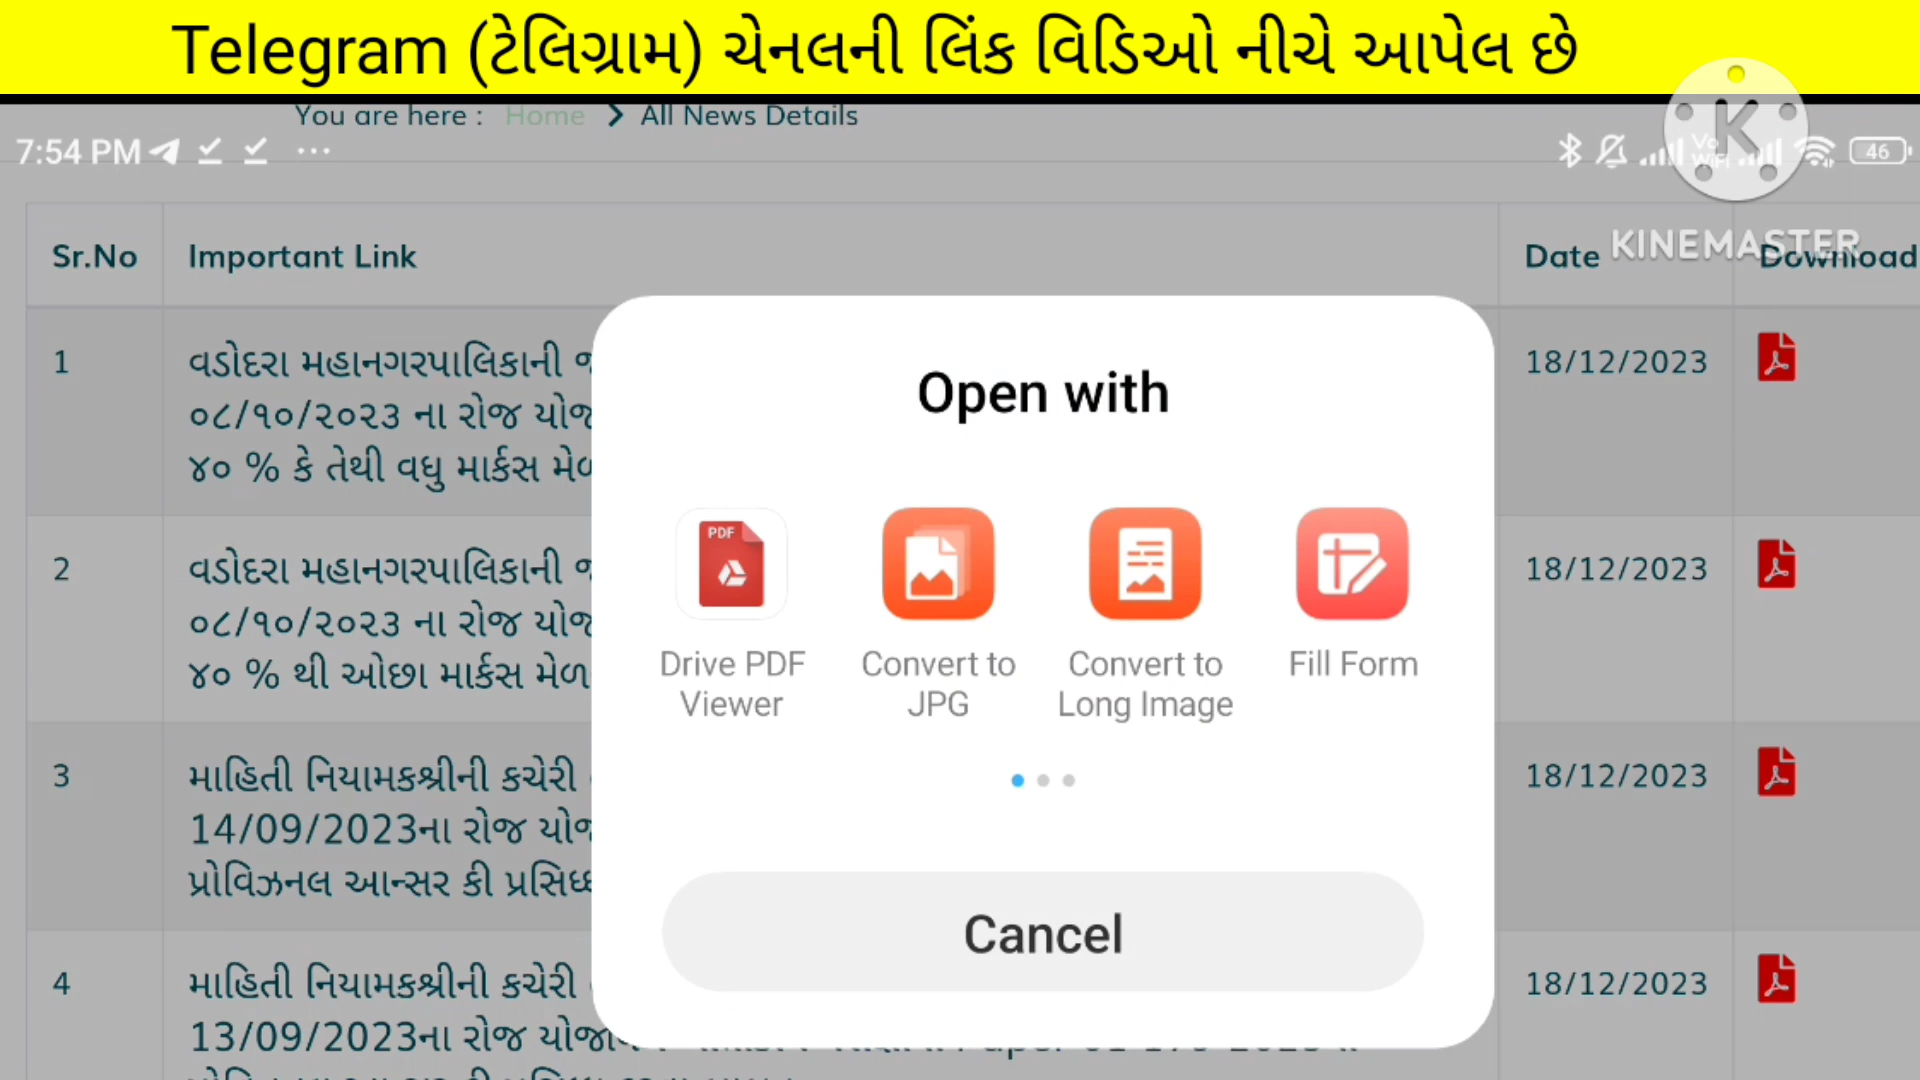 Telegram (ટેલિગ્રામ) ચેનલની લિંક વિડિઓ નીચે આપેલ છે
You are here : Home > All News Details
7:54 PM
Vo WiFi 46
K
KINEMASTER
Sr.No Important Link Date Download
1 વડોદરા મહાનગરપાલિકાની 18/12/2023
૦૮/૧૦/૨૦૨૩ ના રોજ
૪૦ % કે તેથી વધુ માર્કસ
2 વડોદરા મહાનગરપાલિકાની 18/12/2023
૦૮/૧૦/૨૦૨૩ ના રોજ
૪૦ % થી ઓછા માર્કસ
3 માહિતી નિયામકશ્રીની કચેરી 18/12/2023
14/09/2023ના રોજ
પ્રોવિઝનલ આન્સર કી
4 માહિતી નિયામકશ્રીની કચેરી 18/12/2023
13/09/2023ના રોજ
Open with
PDF
Drive PDF Viewer
Convert to JPG
Convert to Long Image
Fill Form
Cancel